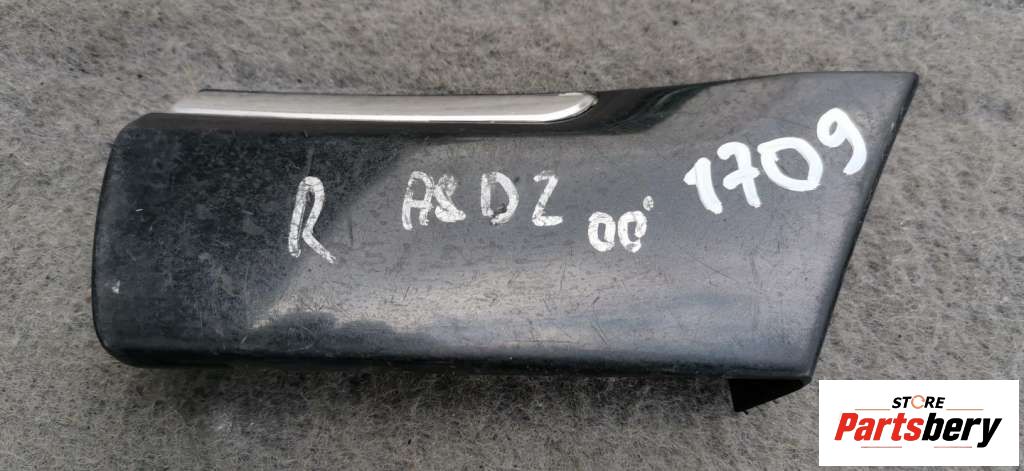 R A8 D2 00' 1709
STORE
Partsbery